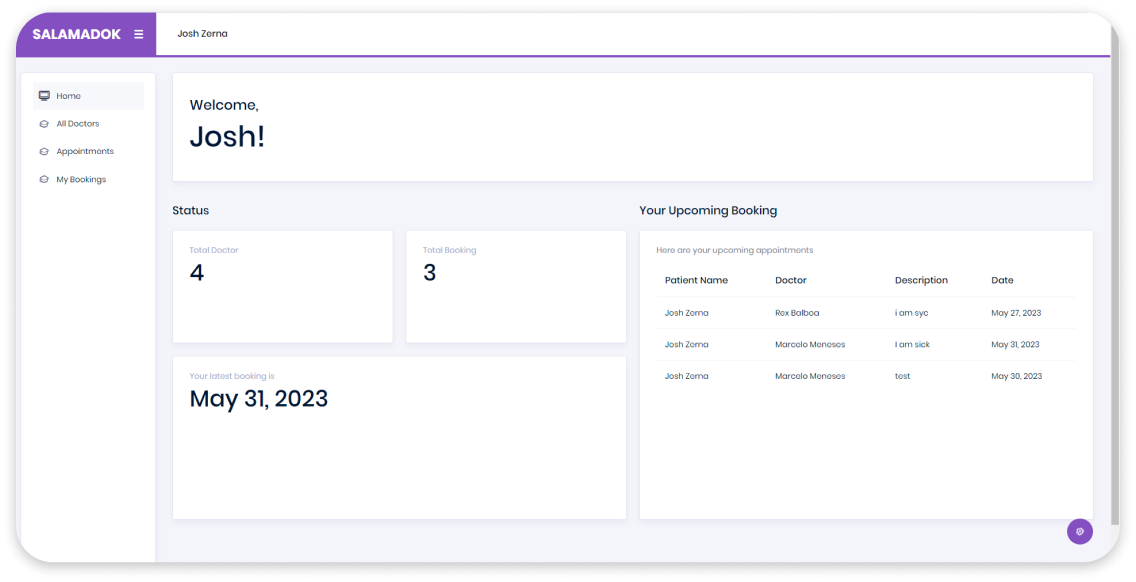 SALAMADOK
Josh Zerna
Home
All Doctors
Appointments
My Bookings
Welcome,
Josh!
Status
Total Doctor
4
Total Booking
3
Your latest booking is
May 31, 2023
Your Upcoming Booking
Here are your upcoming appointments
Patient Name Doctor Description Date
Josh Zerna Rex Balboa i am syc May 27, 2023
Josh Zerna Marcelo Meneses I am sick May 31, 2023
Josh Zerna Marcelo Meneses test May 30, 2023